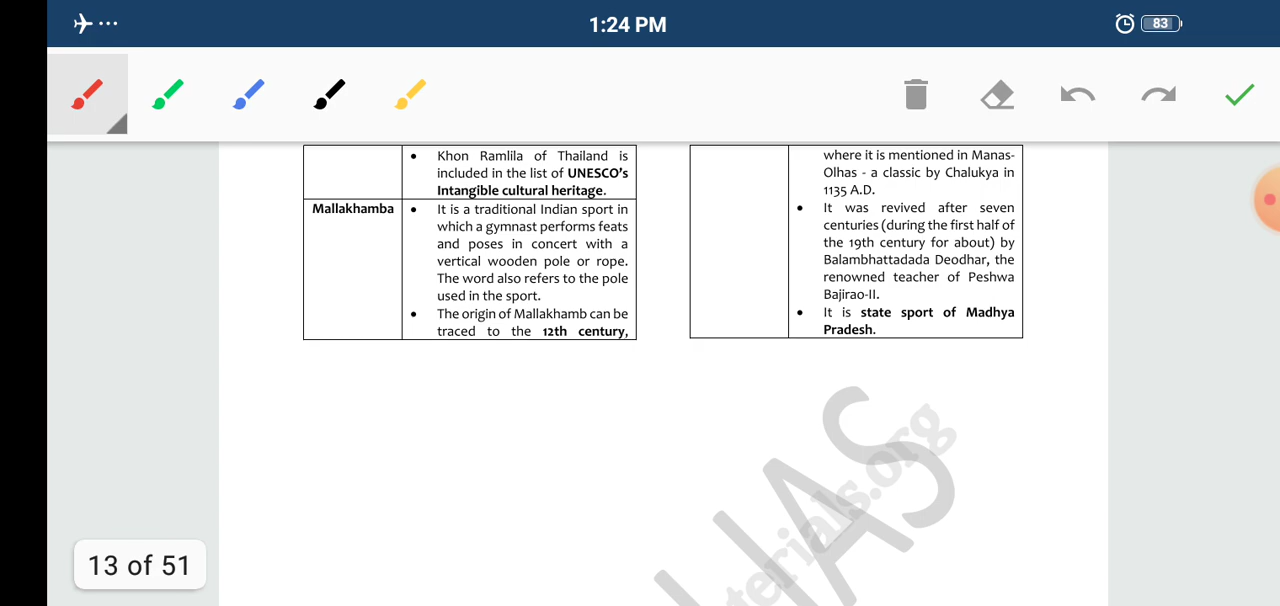 1:24 PM
83
Khon Ramlila of Thailand is
included in the list of UNESCO's
Intangible cultural heritage.
Mallakhamba
It is a traditional Indian sport in
which a gymnast performs feats
and poses in concert with a
vertical wooden pole or rope.
The word also refers to the pole
used in the sport.
The origin of Mallakhamb can be
traced to the 12th century,
where it is mentioned in Manas-
Olhas - a classic by Chalukya in
1135 A.D.
It was revived after seven
centuries (during the first half of
the 19th century for about) by
Balambhattadada Deodhar, the
renowned teacher of Peshwa
Bajirao-II.
It is state sport of Madhya
Pradesh.
IAS
terials.org
13 of 51